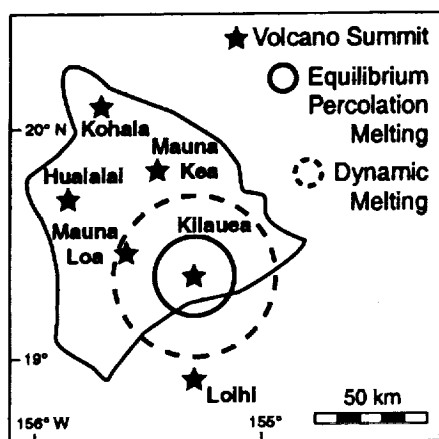 Volcano Summit
Equilibrium
Percolation
Melting
Dynamic
Melting
20° N
Kohala
Mauna
Kea
Hualalai
Kilauea
Mauna
Loa
19°
Loihi
50 km
156° W
155°